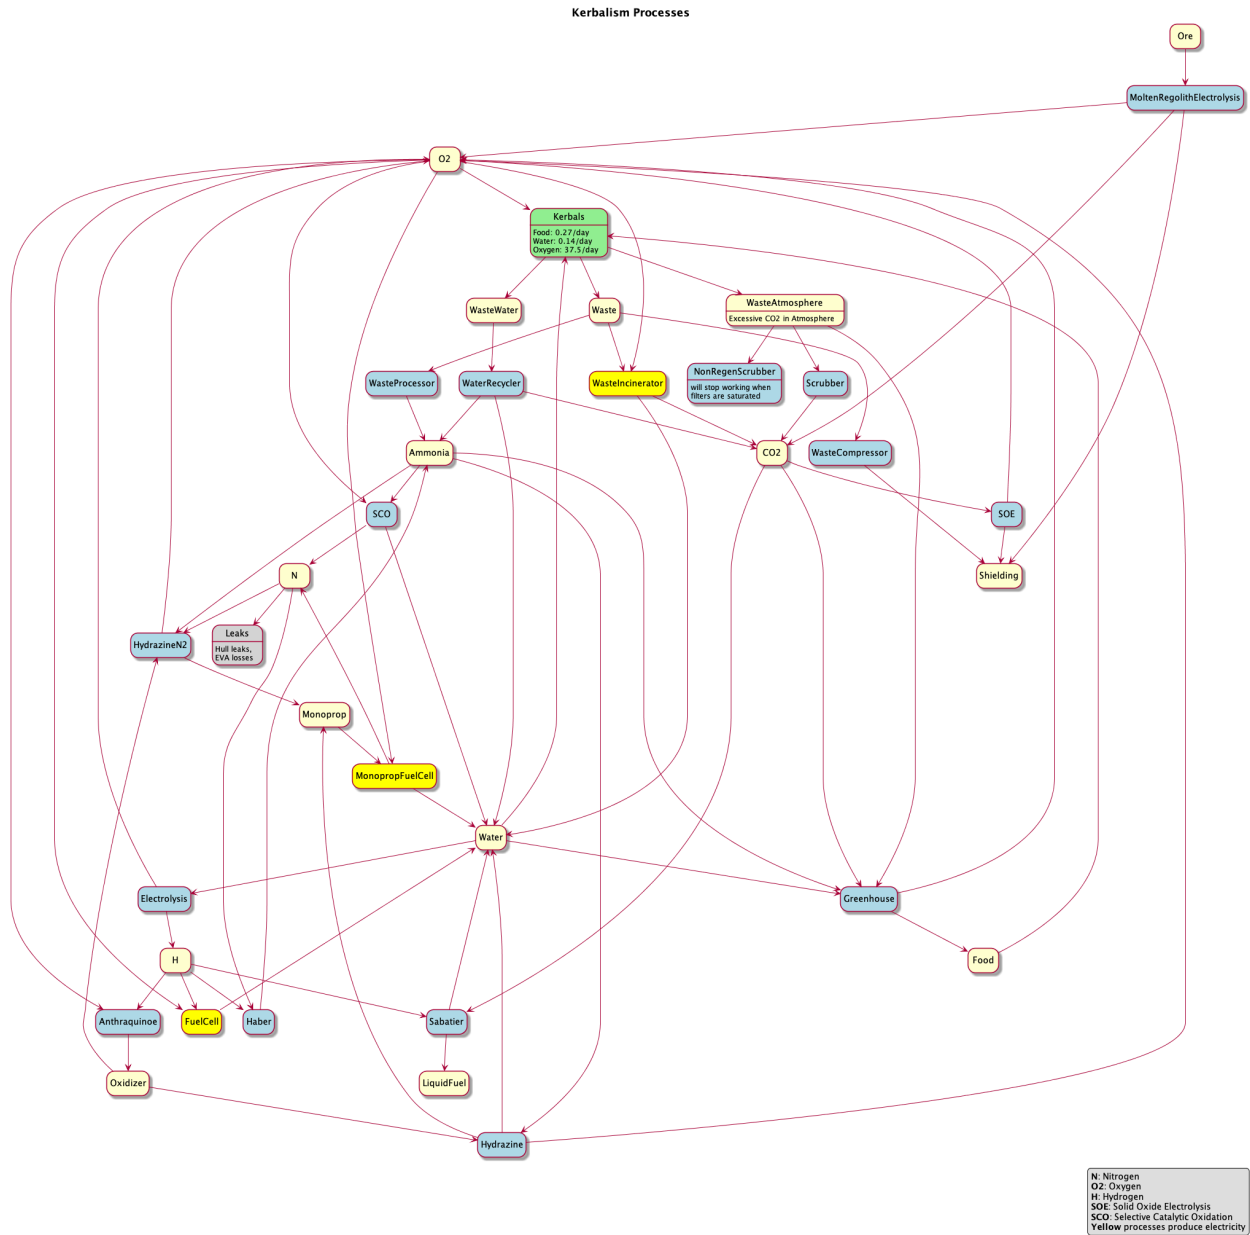 Kerbalism Processes
Ore
MoltenRegolithElectrolysis
O2
Kerbals
Food: 0.27/day
Water: 0.14/day
Oxygen: 37.5/day
WasteWater
Waste
WasteAtmosphere
Excessive CO2 in Atmosphere
WasteProcessor
WaterRecycler
WasteIncinerator
NonRegenScrubber
will stop working when
filters are saturated
Scrubber
Ammonia
CO2
WasteCompressor
SCO
SOE
N
Shielding
HydrazineN2
Leaks
Hull leaks,
EVA losses
Monoprop
MonopropFuelCell
Water
Electrolysis
Greenhouse
H
Food
Anthraquinoe
FuelCell
Haber
Sabatier
Oxidizer
LiquidFuel
Hydrazine
N: Nitrogen
O2: Oxygen
H: Hydrogen
SOE: Solid Oxide Electrolysis
SCO: Selective Catalytic Oxidation
Yellow processes produce electricity